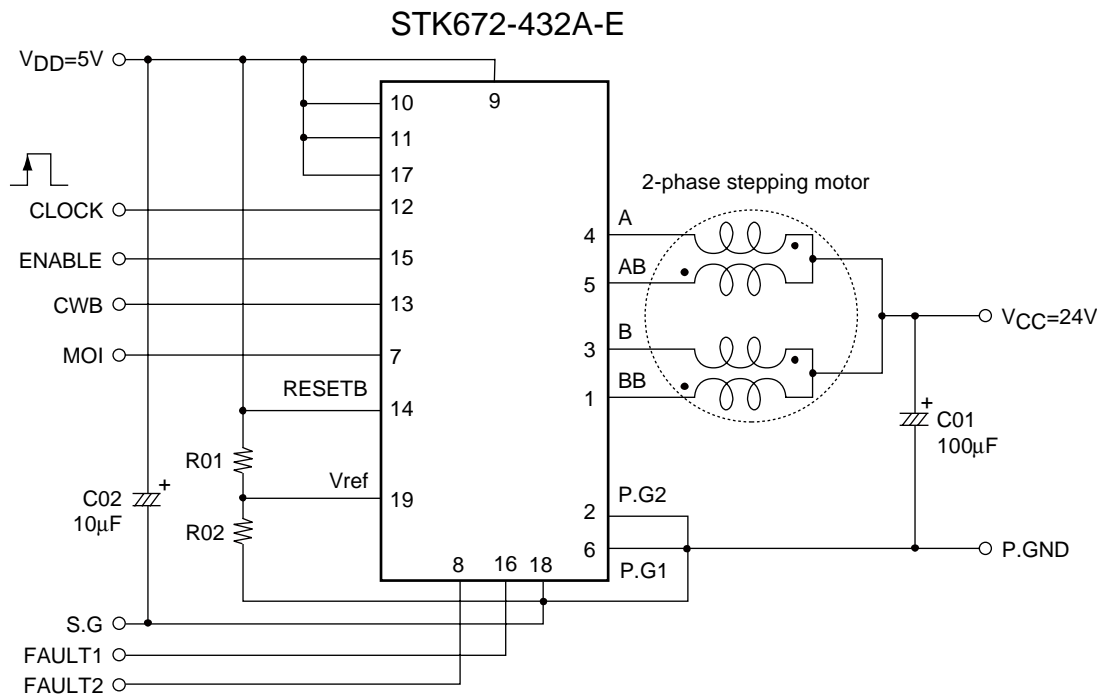 STK672-432A-E
VDD=5V
9
10
11
17
CLOCK
12
ENABLE
15
CWB
13
MOI
7
RESETB
14
R01
Vref
19
C02
10μF
+
R02
2-phase stepping motor
A
4
AB
5
B
3
BB
1
VCC=24V
+
C01
100μF
P.G2
2
6
P.G1
P.GND
8
16
18
S.G
FAULT1
FAULT2